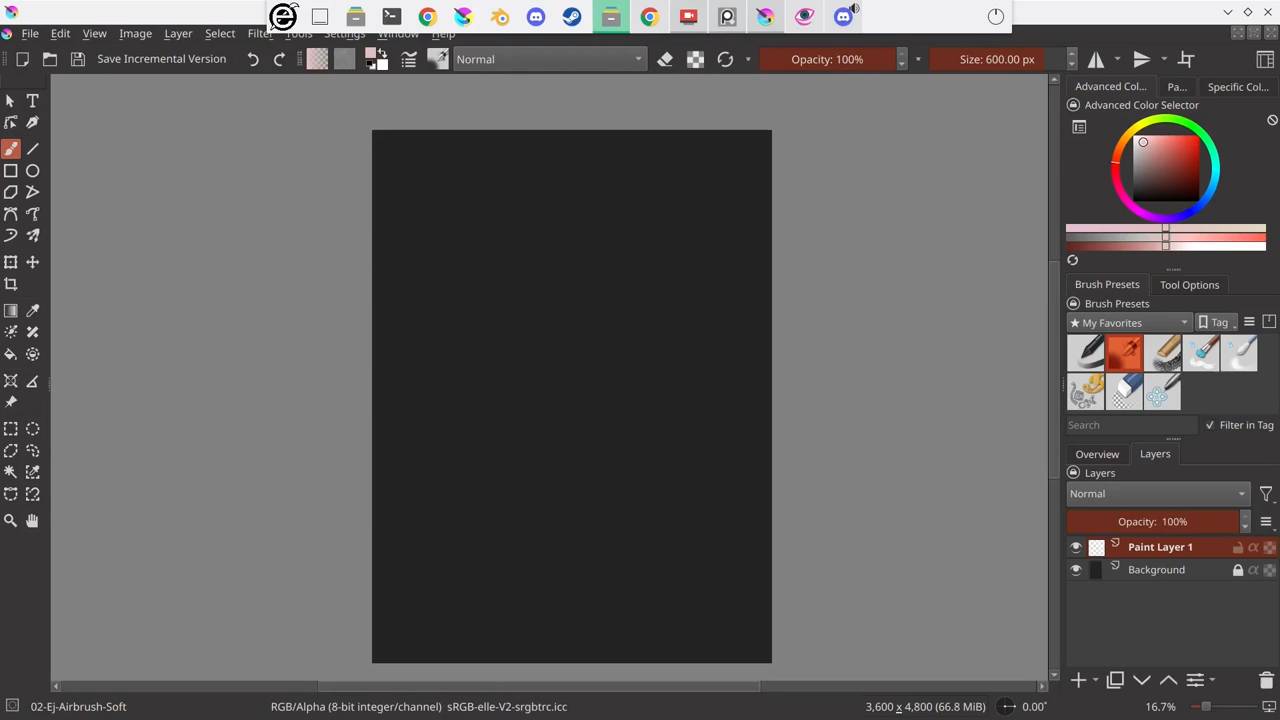 File Edit View Image Layer Select Filter Tools Settings Window Help
Save Incremental Version
Normal
Opacity: 100%
Size: 600.00 px
Advanced Col... Pa... Specific Col...
Advanced Color Selector
Brush Presets Tool Options
Brush Presets
★ My Favorites
Tag
Search
Filter in Tag
Overview Layers
Layers
Normal
Opacity: 100%
Paint Layer 1
Background
02-Ej-Airbrush-Soft
RGB/Alpha (8-bit integer/channel) sRGB-elle-V2-srgbtrc.icc
3,600 x 4,800 (66.8 MiB)
0.00°
16.7%